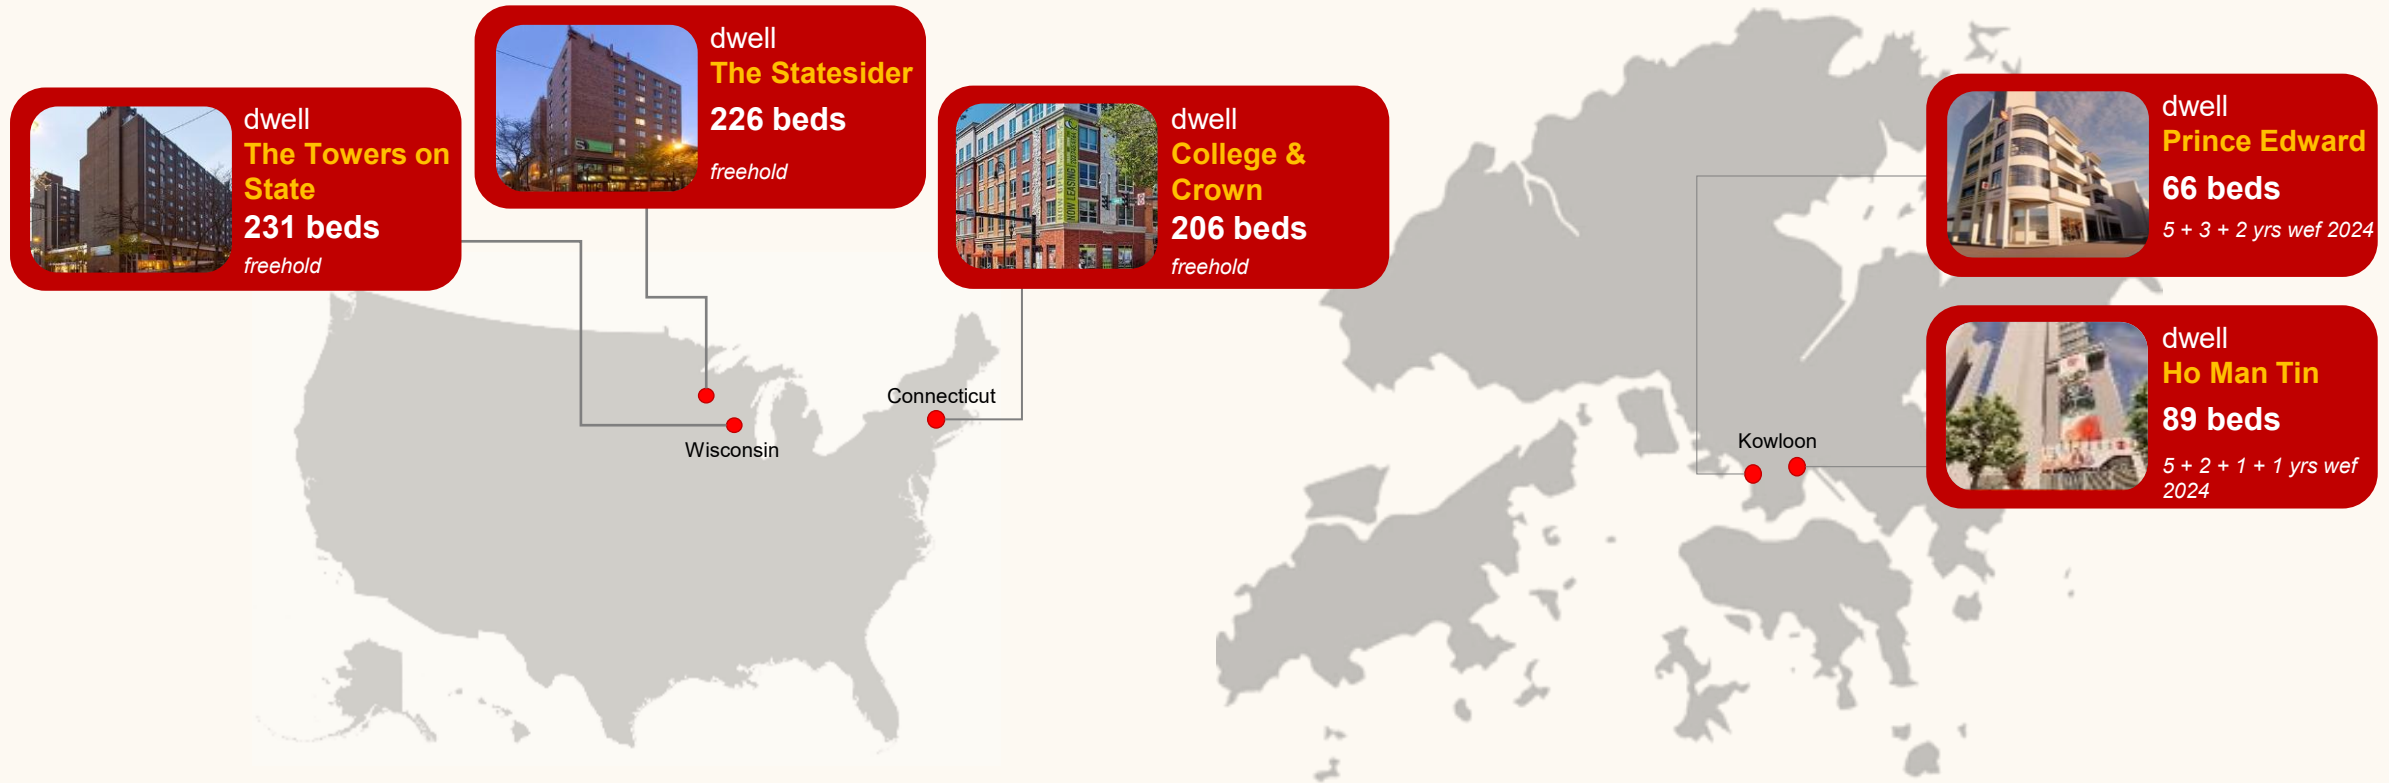 dwell
The Towers on
State
231 beds
freehold
dwell
The Statesider
226 beds
freehold
dwell
College &
Crown
206 beds
freehold
NOW LEASING
Connecticut
Wisconsin
dwell
Prince Edward
66 beds
5 + 3 + 2 yrs wef 2024
dwell
Ho Man Tin
89 beds
5 + 2 + 1 + 1 yrs wef
2024
Kowloon